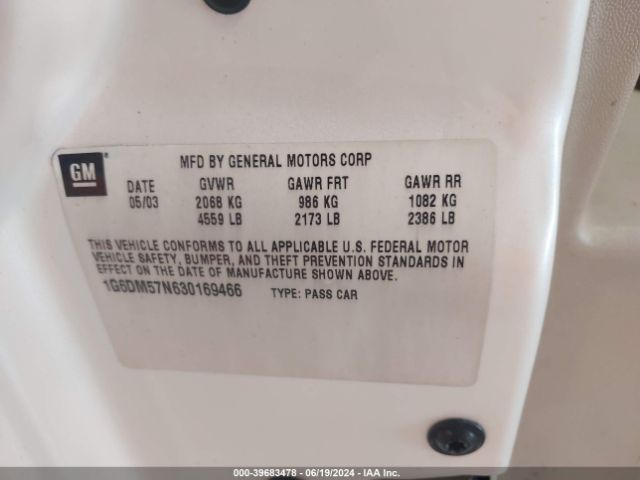 GM
MFD BY GENERAL MOTORS CORP
DATE GVWR GAWR FRT GAWR RR
05/03 2068 KG 986 KG 1082 KG
4559 LB 2173 LB 2386 LB
THIS VEHICLE CONFORMS TO ALL APPLICABLE U.S. FEDERAL MOTOR
VEHICLE SAFETY, BUMPER, AND THEFT PREVENTION STANDARDS IN
EFFECT ON THE DATE OF MANUFACTURE SHOWN ABOVE.
1G6DM57N630169466 TYPE: PASS CAR
000-39683478 - 06/19/2024 - IAA Inc.